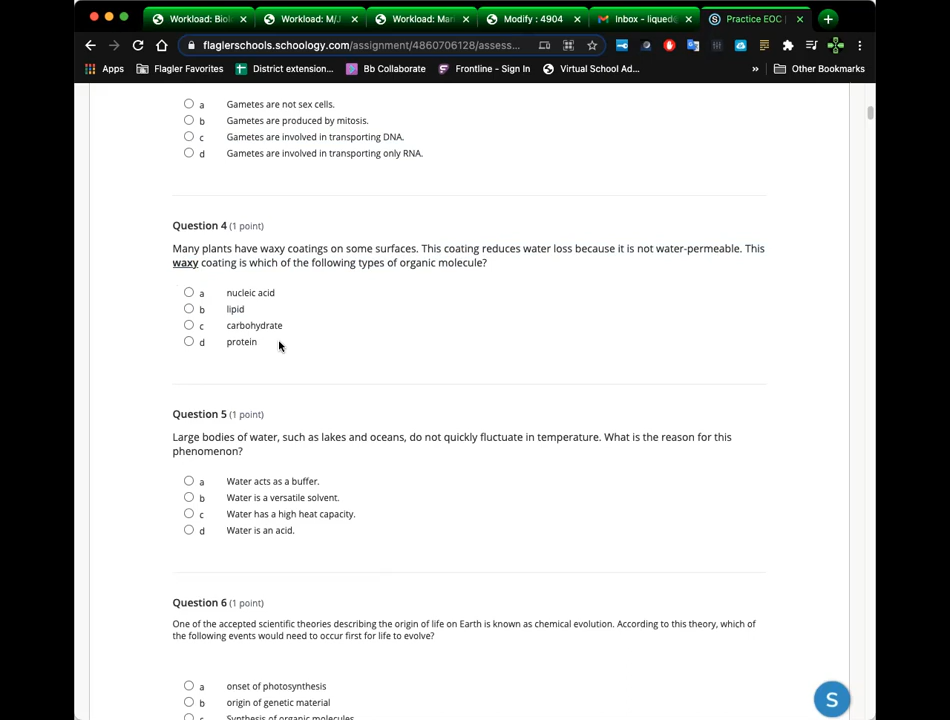 Workload: Biol
Workload: M/J
Workload: Mar
Modify : 4904
Inbox - liqued
Practice EOC
flaglerschools.schoology.com/assignment/4860706128/assess...
Apps
Flagler Favorites
District extension...
Bb Collaborate
Frontline - Sign In
Virtual School Ad...
»
Other Bookmarks
a Gametes are not sex cells.
b Gametes are produced by mitosis.
c Gametes are involved in transporting DNA.
d Gametes are involved in transporting only RNA.
Question 4 (1 point)
Many plants have waxy coatings on some surfaces. This coating reduces water loss because it is not water-permeable. This
waxy coating is which of the following types of organic molecule?
a nucleic acid
b lipid
c carbohydrate
d protein
Question 5 (1 point)
Large bodies of water, such as lakes and oceans, do not quickly fluctuate in temperature. What is the reason for this
phenomenon?
a Water acts as a buffer.
b Water is a versatile solvent.
c Water has a high heat capacity.
d Water is an acid.
Question 6 (1 point)
One of the accepted scientific theories describing the origin of life on Earth is known as chemical evolution. According to this theory, which of
the following events would need to occur first for life to evolve?
a onset of photosynthesis
b origin of genetic material
c Synthesis of organic molecules
S